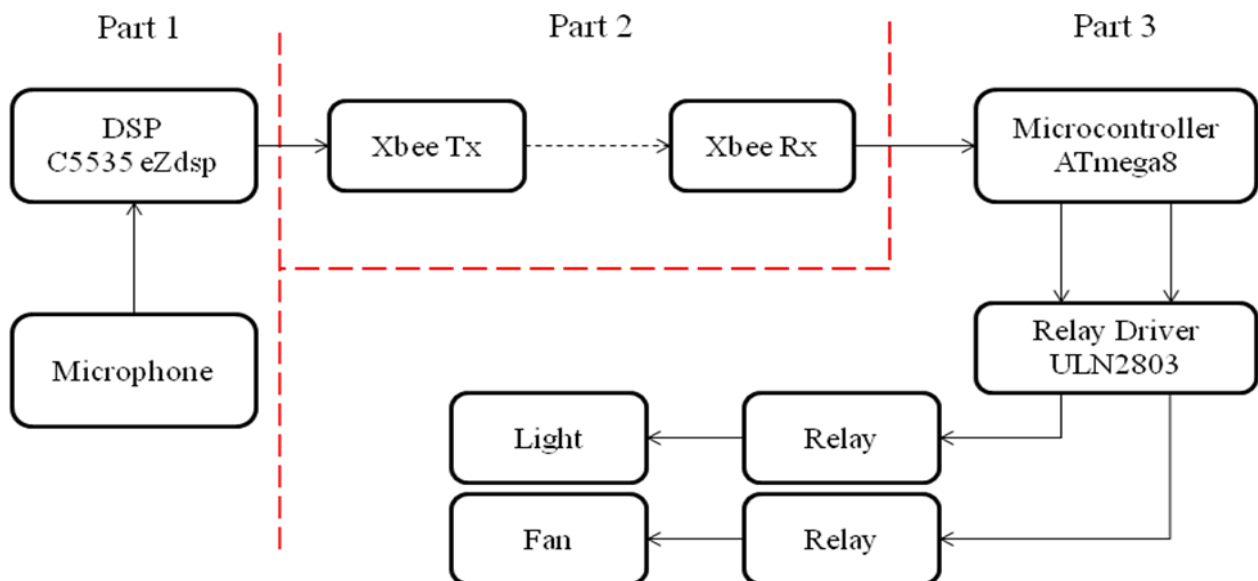 Part 1
Part 2
Part 3
DSP
C5535 eZdsp
Xbee Tx
Xbee Rx
Microcontroller
ATmega8
Microphone
Relay Driver
ULN2803
Light
Relay
Fan
Relay